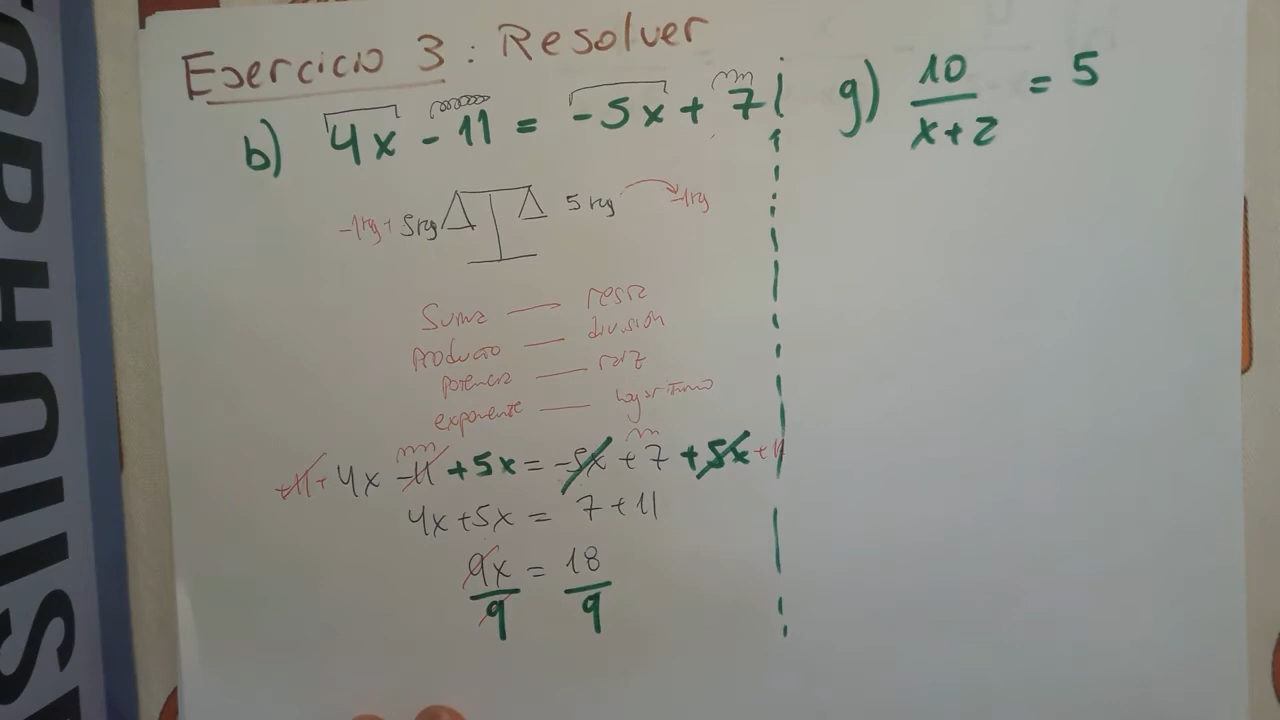 Esercicio 3: Resolver
b) 4x - 11 = -5x + 7
-1kg + 5kg 5kg -1kg
Suma — resta
Producto — división
potencia — raíz
exponente — logaritmo
+11 + 4x - 11 + 5x = -5x + 7 + 5x + 11
4x + 5x = 7 + 11
9x/9 = 18/9
g) 10/(x+2) = 5